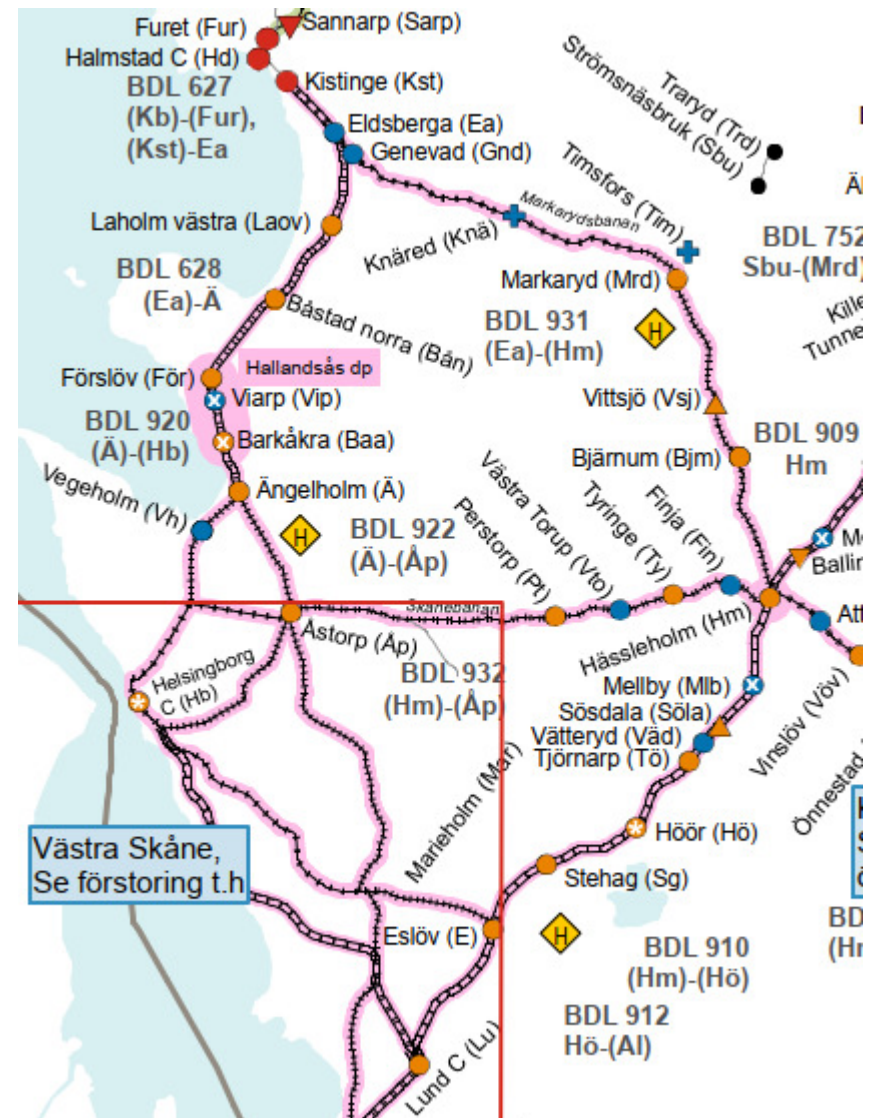 Sannarp (Sarp)
Furet (Fur)
Halmstad C (Hd)
BDL 627
(Kb)-(Fur),
(Kst)-Ea
Kistinge (Kst)
Eldsberga (Ea)
Genevad (Gnd)
Traryd (Trd)
Strömsnäsbruk (Sbu)
Timsfors (Tim)
Markarydsbanan
Knäred (Knä)
Laholm västra (Laov)
BDL 628
(Ea)-Ä
BDL 752
Sbu-(Mrd)
Markaryd (Mrd)
Båstad norra (Bån)
BDL 931
(Ea)-(Hm)
H
Hallandsås dp
Förslöv (För)
Viarp (Vip)
BDL 920
(Ä)-(Hb)
Barkåkra (Baa)
Vittsjö (Vsj)
BDL 909
Hm
Bjärnum (Bjm)
Ängelholm (Ä)
Vegeholm (Vh)
H
BDL 922
(Ä)-(Åp)
Perstorp (Pt)
Västra Torup (Vto)
Tyringe (Ty)
Finja (Fin)
Skånebanan
Åstorp (Åp)
Hässleholm (Hm)
BDL 932
(Hm)-(Åp)
Helsingborg
C (Hb)
Mellby (Mlb)
Sösdala (Söla)
Vätteryd (Väd)
Tjörnarp (Tö)
Vinslöv (Vöv)
Önnestad
Marieholm (Mar)
Höör (Hö)
Stehag (Sg)
Västra Skåne,
Se förstoring t.h
Eslöv (E)
H
BDL 910
(Hm)-(Hö)
BDL 912
Hö-(Al)
Lund C (Lu)